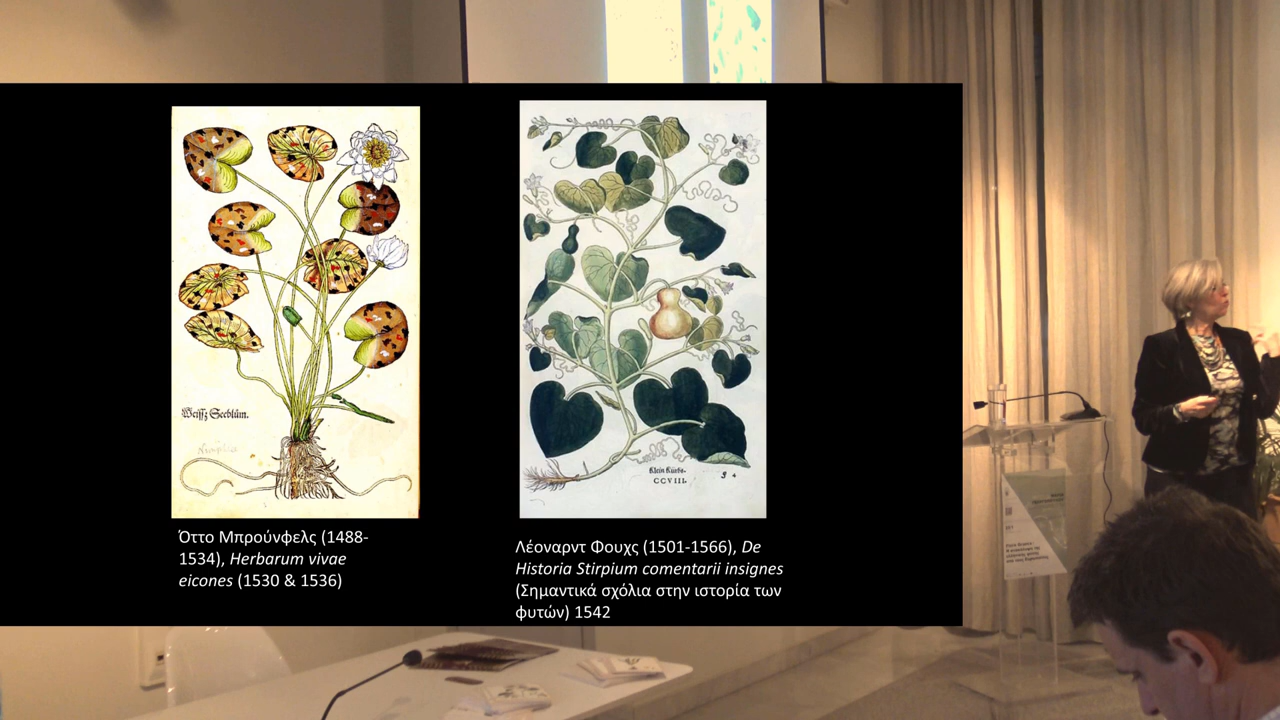 Weissz Seeblum.
Όττο Μπρούνφελς (1488-
1534), Herbarum vivae
eicones (1530 & 1536)
Klein Kürbs.
CCVIII.
Λέοναρντ Φουχς (1501-1566), De
Historia Stirpium comentarii insignes
(Σημαντικά σχόλια στην ιστορία των
φυτών) 1542